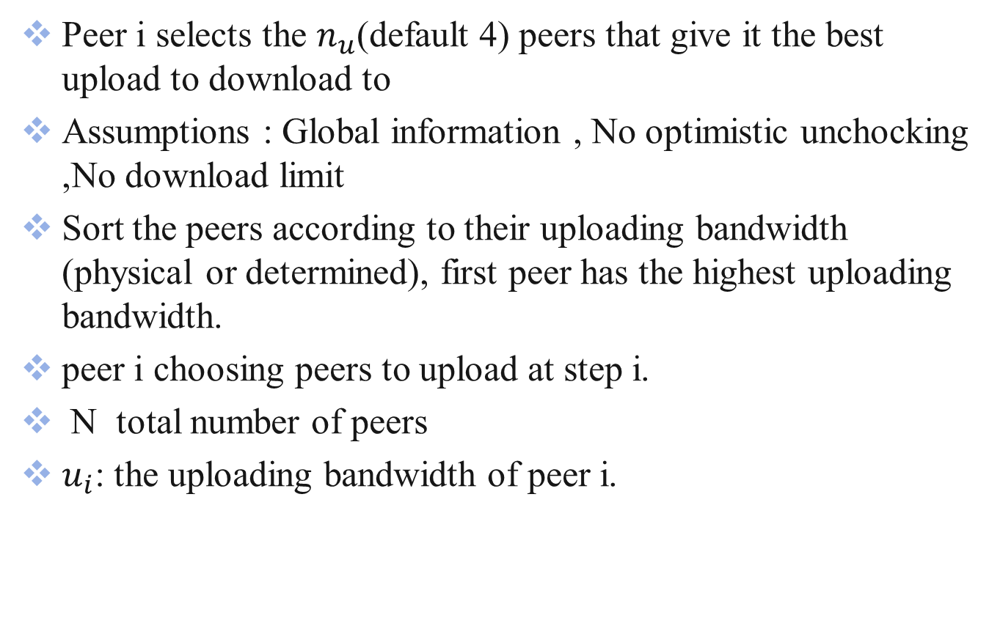 ❖ Peer i selects the 𝑛ᵤ(default 4) peers that give it the best
upload to download to
❖ Assumptions : Global information , No optimistic unchocking
,No download limit
❖ Sort the peers according to their uploading bandwidth
(physical or determined), first peer has the highest uploading
bandwidth.
❖ peer i choosing peers to upload at step i.
❖ N total number of peers
❖ 𝑢ᵢ: the uploading bandwidth of peer i.